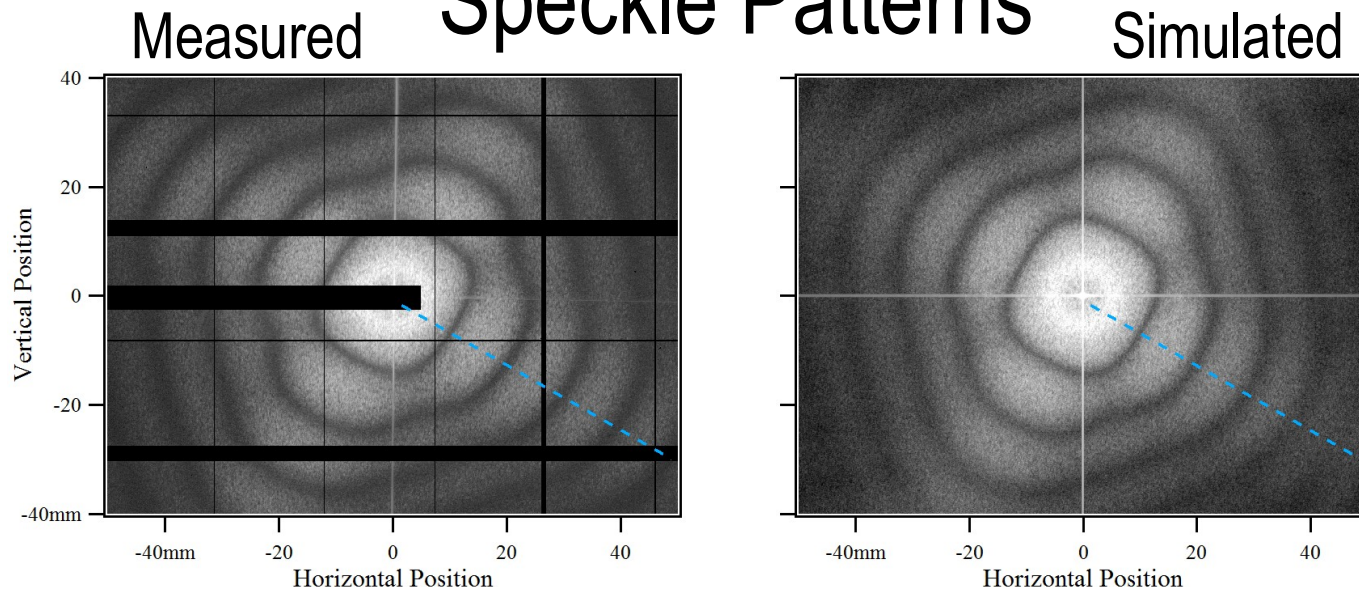 Speckle Patterns
Measured
Simulated
40
20
0
-20
-40mm
Vertical Position
-40mm -20 0 20 40
Horizontal Position
-40mm -20 0 20 40
Horizontal Position